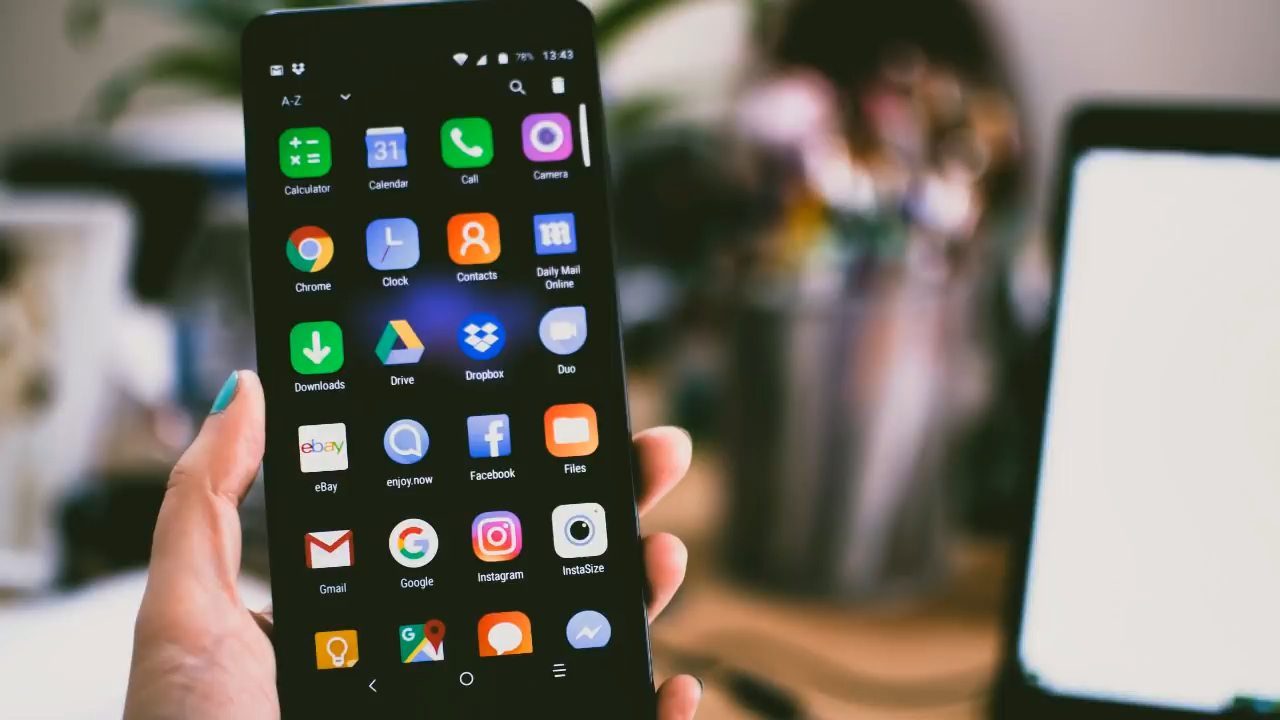 78% 13:43
A-Z
Calculator 31 Calendar Call Camera
Chrome Clock Contacts m Daily Mail
Online
Downloads Drive Dropbox Duo
ebay
eBay enjoy.now f Facebook Files
Gmail G Google Instagram InstaSize
G